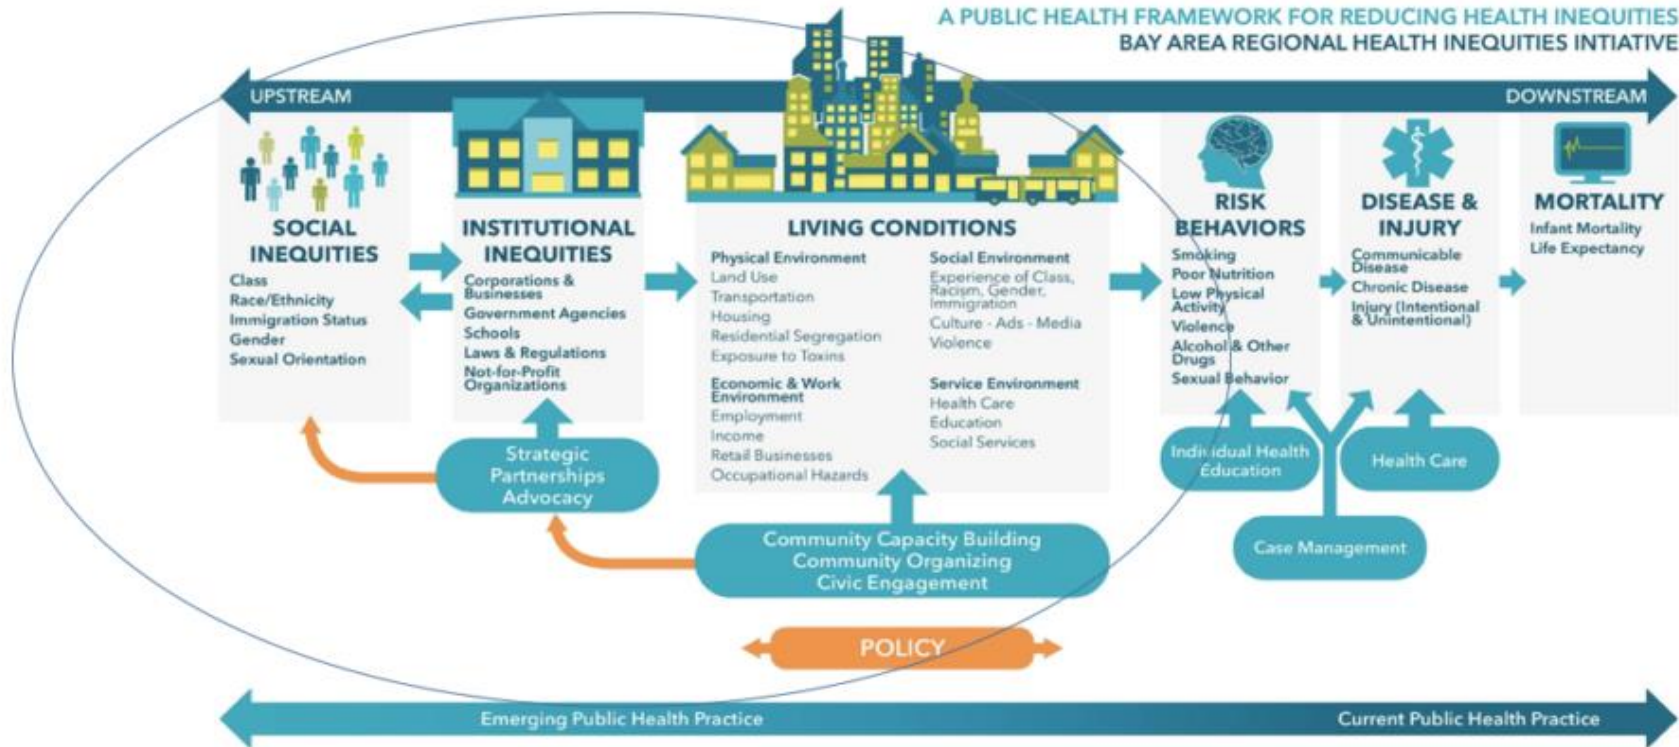 A PUBLIC HEALTH FRAMEWORK FOR REDUCING HEALTH INEQUITIES
BAY AREA REGIONAL HEALTH INEQUITIES INTIATIVE
UPSTREAM
DOWNSTREAM
SOCIAL
INEQUITIES
Class
Race/Ethnicity
Immigration Status
Gender
Sexual Orientation
INSTITUTIONAL
INEQUITIES
Corporations &
Businesses
Government Agencies
Schools
Laws & Regulations
Not-for-Profit
Organizations
LIVING CONDITIONS
Physical Environment
Land Use
Transportation
Housing
Residential Segregation
Exposure to Toxins
Economic & Work
Environment
Employment
Income
Retail Businesses
Occupational Hazards
Social Environment
Experience of Class,
Racism, Gender,
Immigration
Culture - Ads - Media
Violence
Service Environment
Health Care
Education
Social Services
RISK
BEHAVIORS
Smoking
Poor Nutrition
Low Physical
Activity
Violence
Alcohol & Other
Drugs
Sexual Behavior
DISEASE &
INJURY
Communicable
Disease
Chronic Disease
Injury (Intentional
& Unintentional)
MORTALITY
Infant Mortality
Life Expectancy
Strategic
Partnerships
Advocacy
Community Capacity Building
Community Organizing
Civic Engagement
Individual Health
Education
Health Care
Case Management
POLICY
Emerging Public Health Practice
Current Public Health Practice